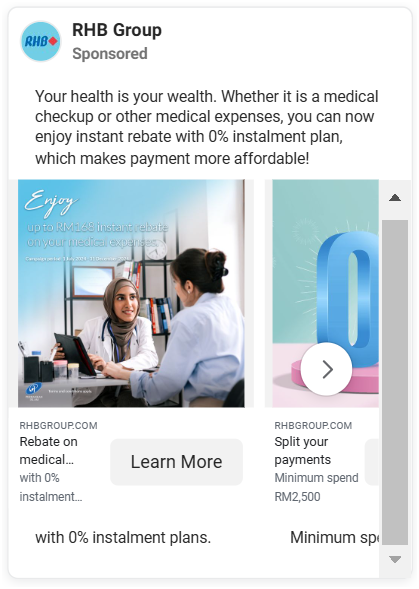 RHB Group
RHB
Sponsored
Your health is your wealth. Whether it is a medical
checkup or other medical expenses, you can now
enjoy instant rebate with 0% instalment plan,
which makes payment more affordable!
Enjoy
up to RM168 instant rebate
on your medical expenses.
0
RHBGROUP.COM
Rebate on
medical...
with 0%
instalment...
Learn More
RHBGROUP.COM
Split your
payments
Minimum spend
RM2,500
with 0% instalment plans.
Minimum spe